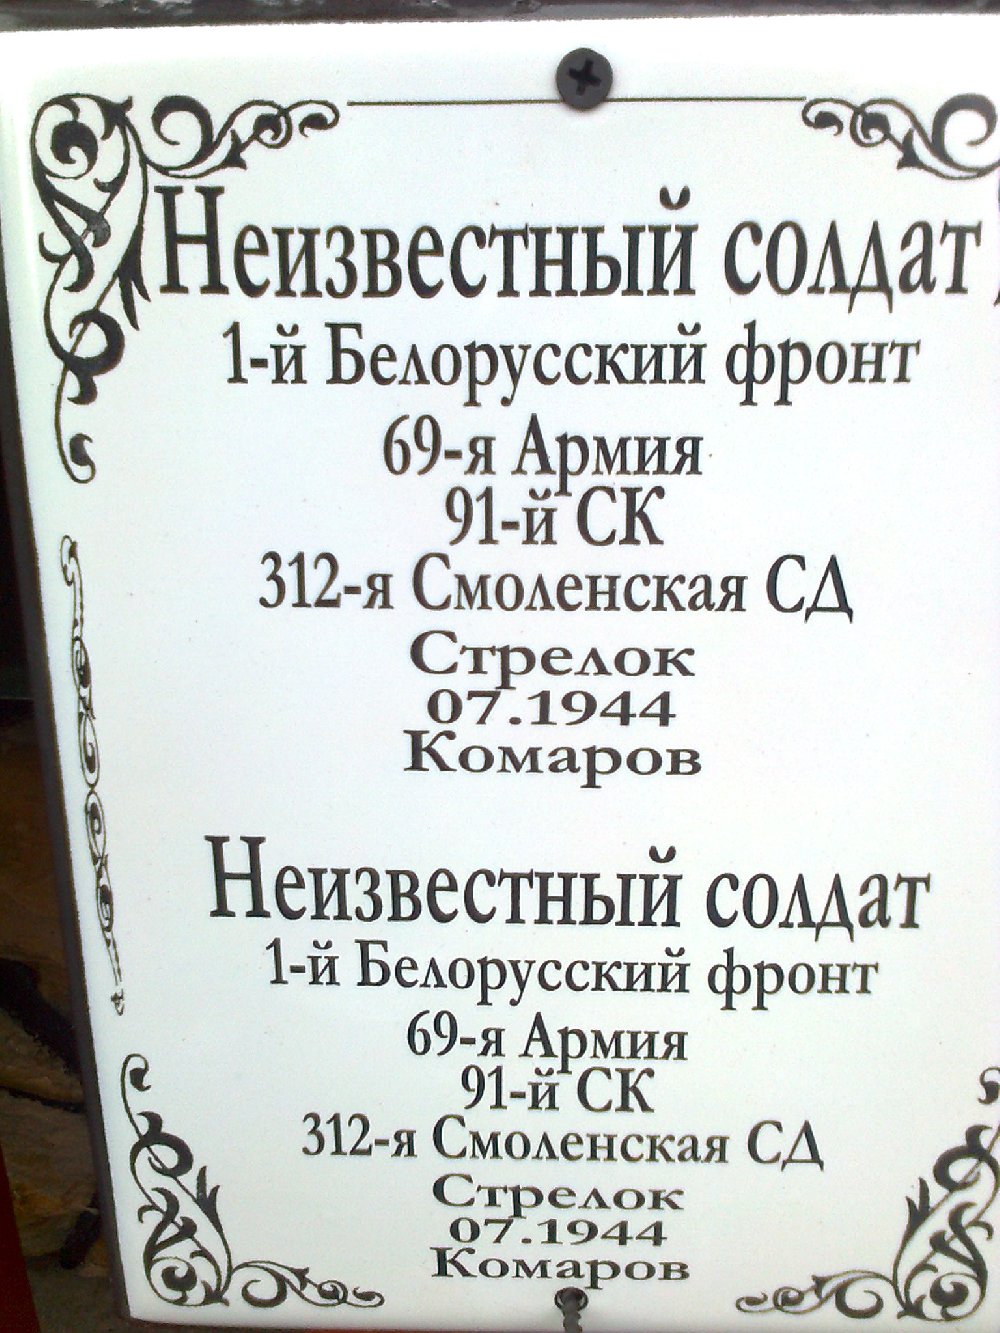 Неизвестный солдат
1-й Белорусский фронт
69-я Армия
91-й СК
312-я Смоленская СД
Стрелок
07.1944
Комаров
Неизвестный солдат
1-й Белорусский фронт
69-я Армия
91-й СК
312-я Смоленская СД
Стрелок
07.1944
Комаров